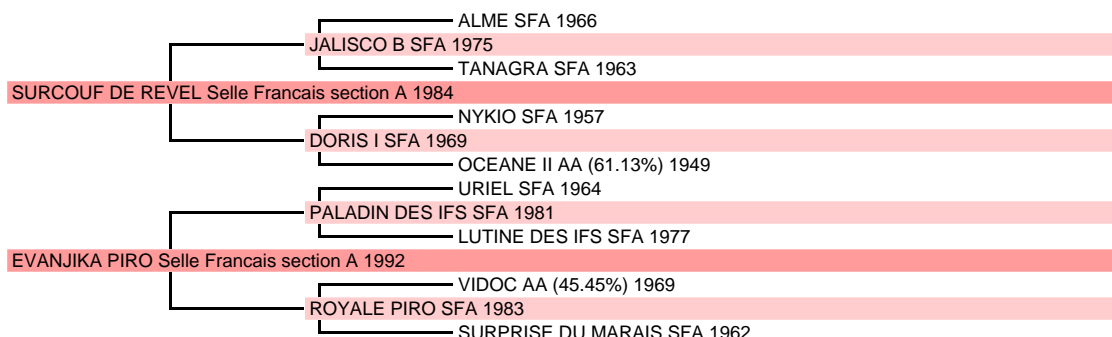 ALME SFA 1966
JALISCO B SFA 1975
TANAGRA SFA 1963
SURCOUF DE REVEL Selle Francais section A 1984
NYKIO SFA 1957
DORIS I SFA 1969
OCEANE II AA (61.13%) 1949
URIEL SFA 1964
PALADIN DES IFS SFA 1981
LUTINE DES IFS SFA 1977
EVANJIKA PIRO Selle Francais section A 1992
VIDOC AA (45.45%) 1969
ROYALE PIRO SFA 1983
SURPRISE DU MARAIS SFA 1962